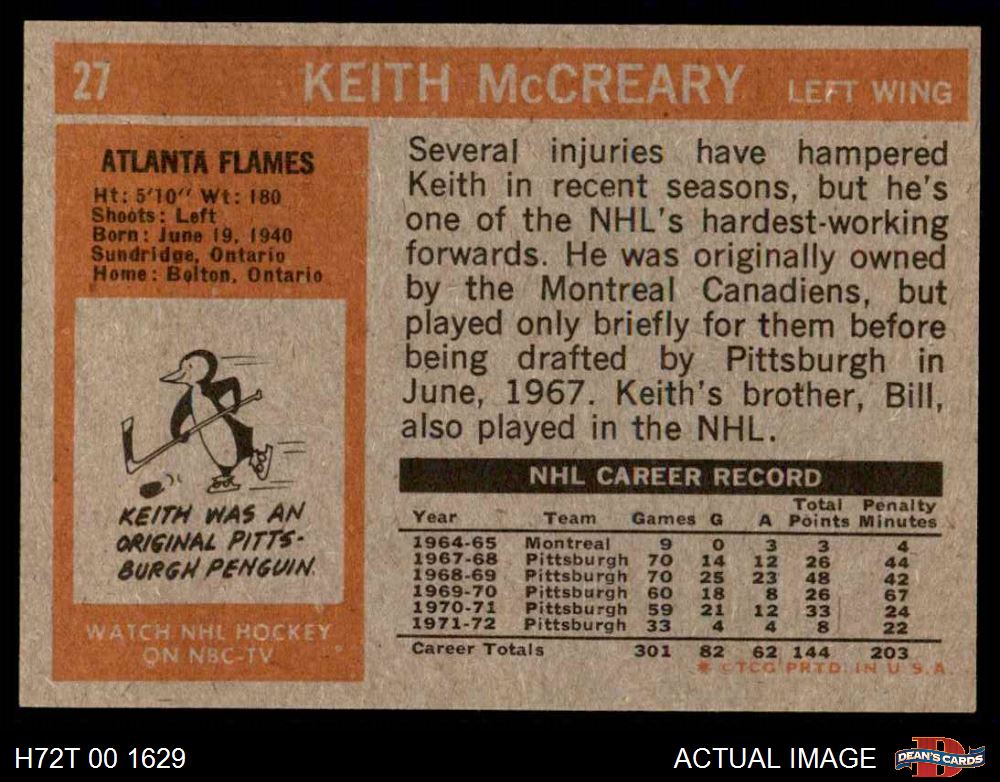 27 KEITH McCREARY LEFT WING
ATLANTA FLAMES
Ht: 5'10" Wt: 180
Shoots: Left
Born: June 19, 1940
Sundridge, Ontario
Home: Bolton, Ontario
KEITH WAS AN
ORIGINAL PITTS-
BURGH PENGUIN.
WATCH NHL HOCKEY
ON NBC-TV
Several injuries have hampered
Keith in recent seasons, but he's
one of the NHL's hardest-working
forwards. He was originally owned
by the Montreal Canadiens, but
played only briefly for them before
being drafted by Pittsburgh in
June, 1967. Keith's brother, Bill,
also played in the NHL.
NHL CAREER RECORD
Year Team Games G A Total Points Penalty Minutes
1964-65 Montreal 9 0 3 3 4
1967-68 Pittsburgh 70 14 12 26 44
1968-69 Pittsburgh 70 25 23 48 42
1969-70 Pittsburgh 60 18 8 26 67
1970-71 Pittsburgh 59 21 12 33 24
1971-72 Pittsburgh 33 4 4 8 22
Career Totals 301 82 62 144 203
* © TCG PRTD. IN U.S.A.
H72T 00 1629 ACTUAL IMAGE DEAN'S CARDS